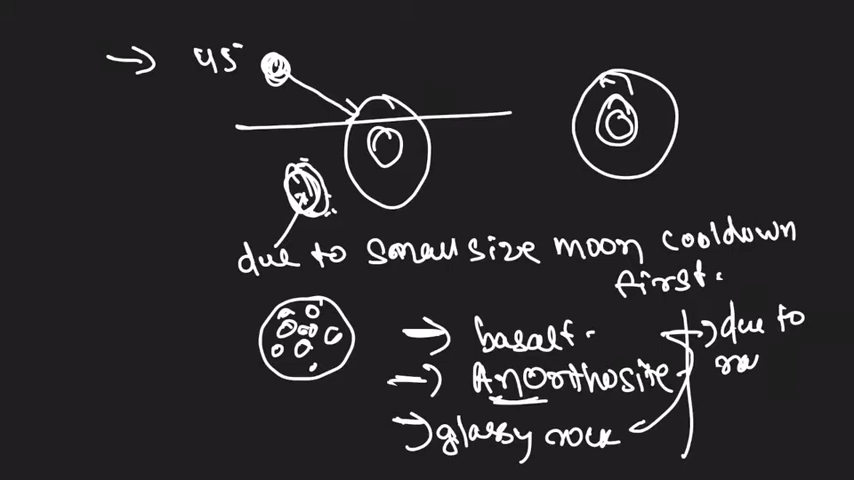 → 45°
due to small size moon cooldown
first.
→ basalt.
→ Anorthosite
→ glassy rock
→ due to